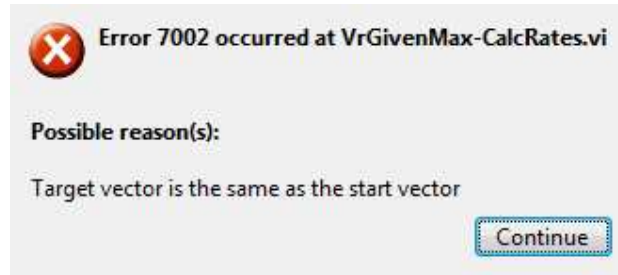 Error 7002 occurred at VrGivenMax-CalcRates.vi
Possible reason(s):
Target vector is the same as the start vector
Continue